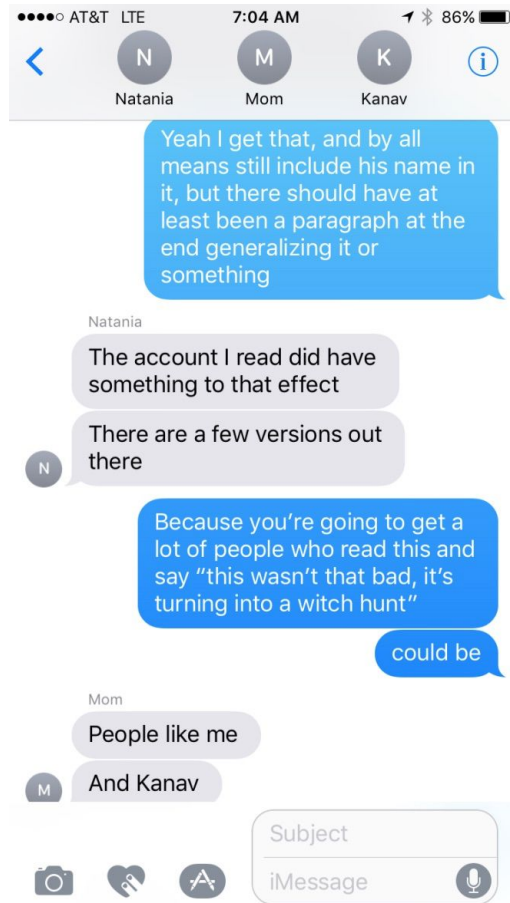 AT&T LTE 7:04 AM 86%
N M K
Natania Mom Kanav
Yeah I get that, and by all
means still include his name in
it, but there should have at
least been a paragraph at the
end generalizing it or
something
Natania
The account I read did have
something to that effect
There are a few versions out
there
N
Because you’re going to get a
lot of people who read this and
say “this wasn’t that bad, it’s
turning into a witch hunt”
could be
Mom
People like me
And Kanav
M
Subject
iMessage